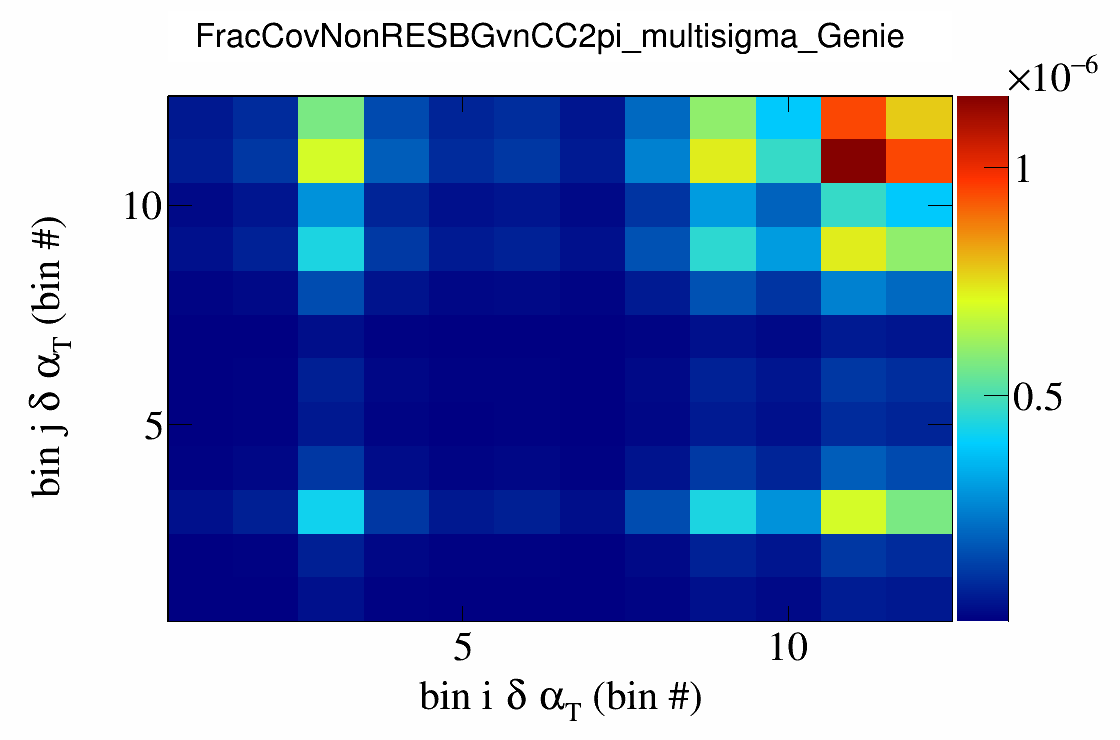 FracCovNonRESBGvnCC2pi_multisigma_Genie
×10⁻⁶
1
0.5
10
5
bin j δ α_T (bin #)
5
10
bin i δ α_T (bin #)